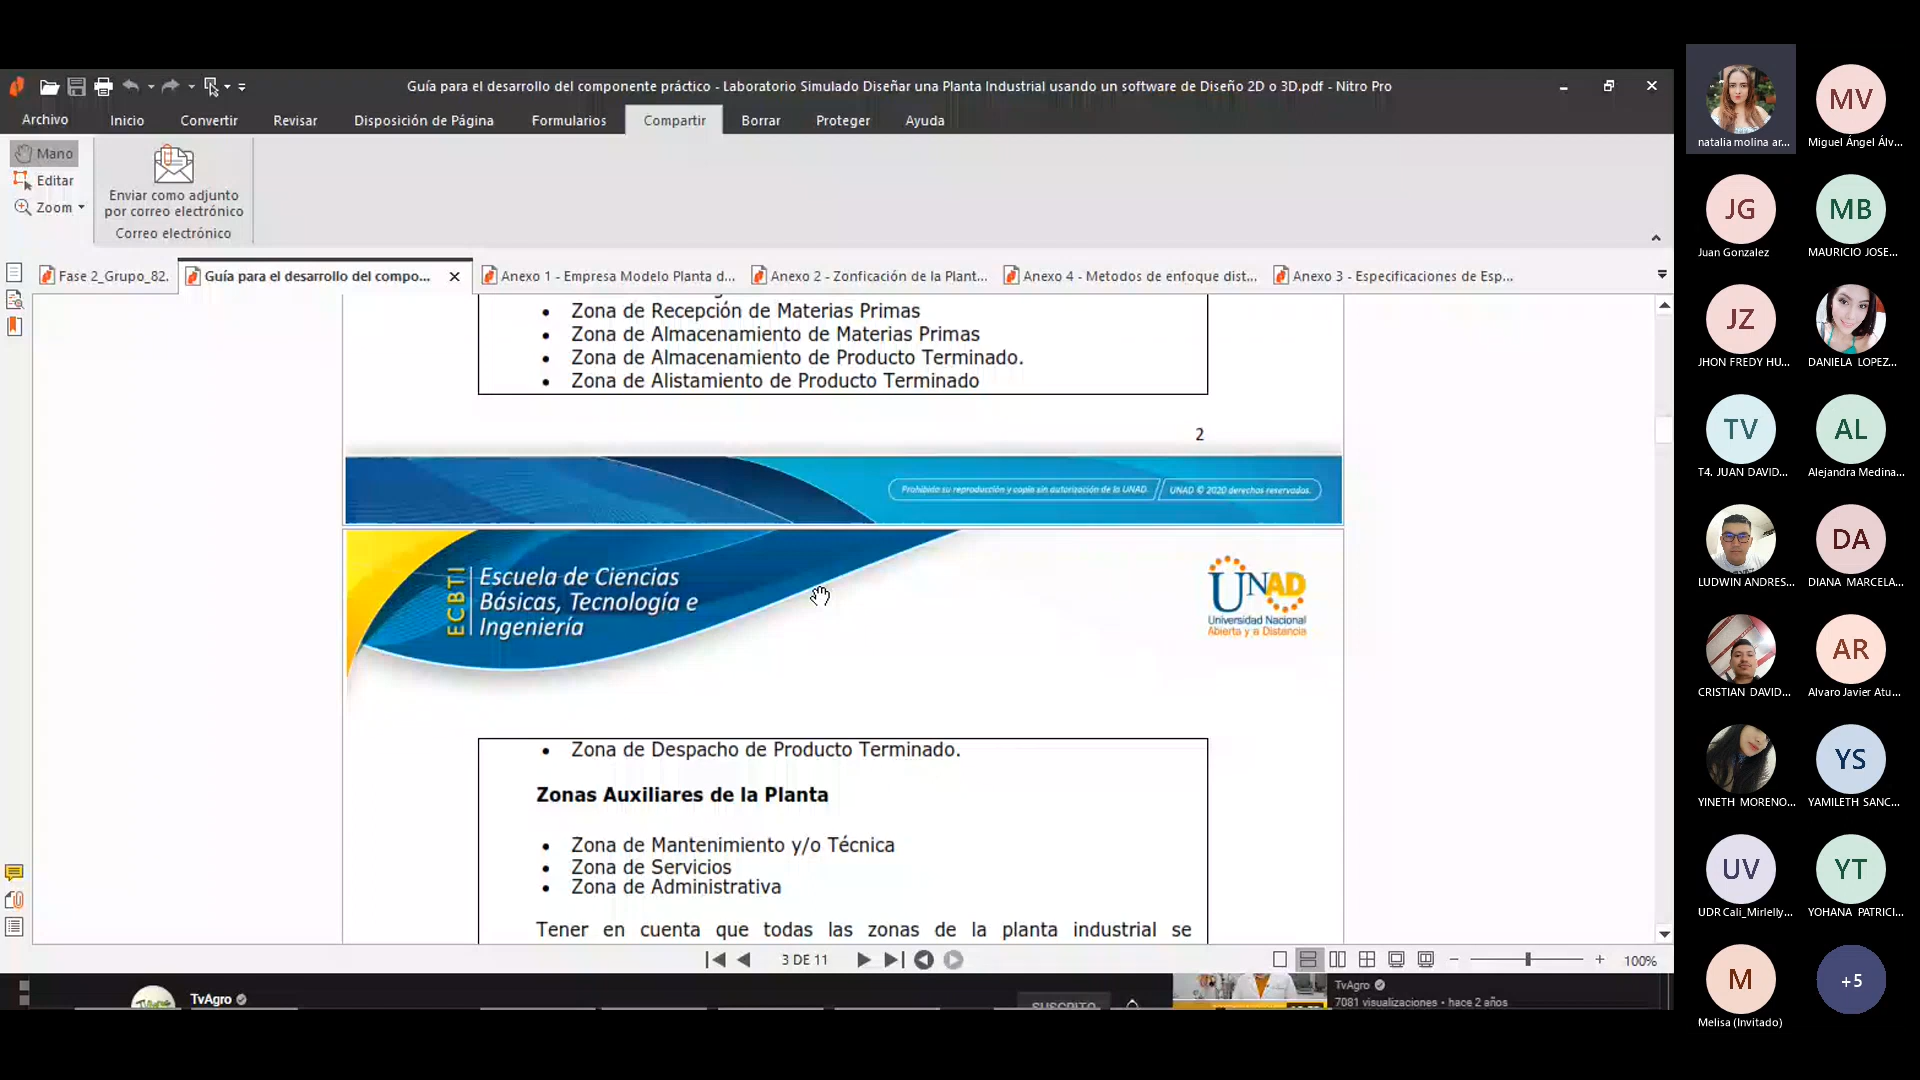 Guía para el desarrollo del componente práctico - Laboratorio Simulado Diseñar una Planta Industrial usando un software de Diseño 2D o 3D.pdf - Nitro Pro
Archivo Inicio Convertir Revisar Disposición de Página Formularios Compartir Borrar Proteger Ayuda
Mano
Editar
Zoom
Enviar como adjunto
por correo electrónico
Correo electrónico
Fase 2_Grupo_82.
Guía para el desarrollo del compo...
Anexo 1 - Empresa Modelo Planta d...
Anexo 2 - Zonficación de la Plant...
Anexo 4 - Metodos de enfoque dist...
Anexo 3 - Especificaciones de Esp...
• Zona de Recepción de Materias Primas
• Zona de Almacenamiento de Materias Primas
• Zona de Almacenamiento de Producto Terminado.
• Zona de Alistamiento de Producto Terminado
2
Prohibida su reproducción y copia sin autorización de la UNAD. UNAD © 2020 derechos reservados.
ECBTI
Escuela de Ciencias
Básicas, Tecnología e
Ingeniería
UNAD
Universidad Nacional
Abierta y a Distancia
• Zona de Despacho de Producto Terminado.
Zonas Auxiliares de la Planta
• Zona de Mantenimiento y/o Técnica
• Zona de Servicios
• Zona de Administrativa
Tener en cuenta que todas las zonas de la planta industrial se
3 DE 11
100%
TvAgro
SUSCRITO
TvAgro
7081 visualizaciones • hace 2 años
natalia molina ar...
MV
Miguel Ángel Álv...
JG
Juan Gonzalez
MB
MAURICIO JOSE...
JZ
JHON FREDY HU...
DANIELA LOPEZ...
TV
T4. JUAN DAVID...
AL
Alejandra Medina...
LUDWIN ANDRES...
DA
DIANA MARCELA...
CRISTIAN DAVID...
AR
Alvaro Javier Atu...
YINETH MORENO...
YS
YAMILETH SANC...
UV
UDR Cali_Mirlelly...
YT
YOHANA PATRICI...
M
Melisa (Invitado)
+5